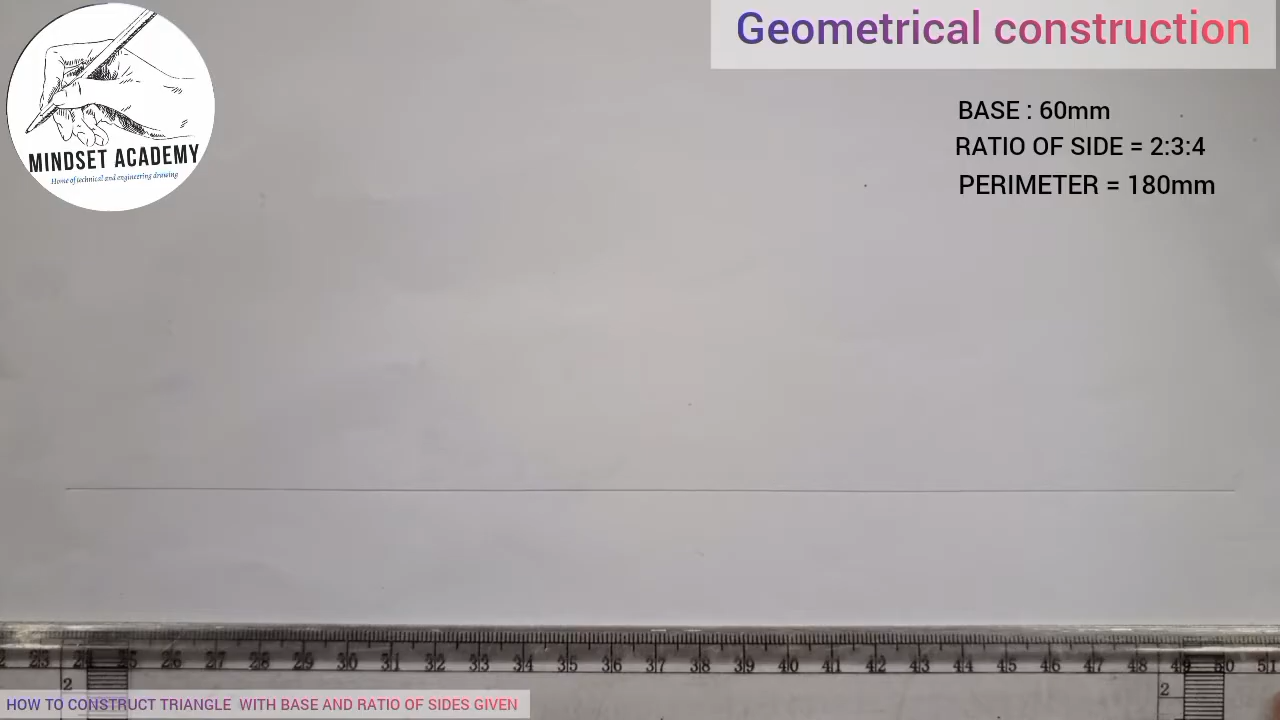 Geometrical construction
MINDSET ACADEMY
Home of technical and engineering drawing
BASE : 60mm
RATIO OF SIDE = 2:3:4
PERIMETER = 180mm
23 24 25 26 27 28 29 30 31 32 33 34 35 36 37 38 39 40 41 42 43 44 45 46 47 48 49 50 51
2 2
HOW TO CONSTRUCT TRIANGLE WITH BASE AND RATIO OF SIDES GIVEN